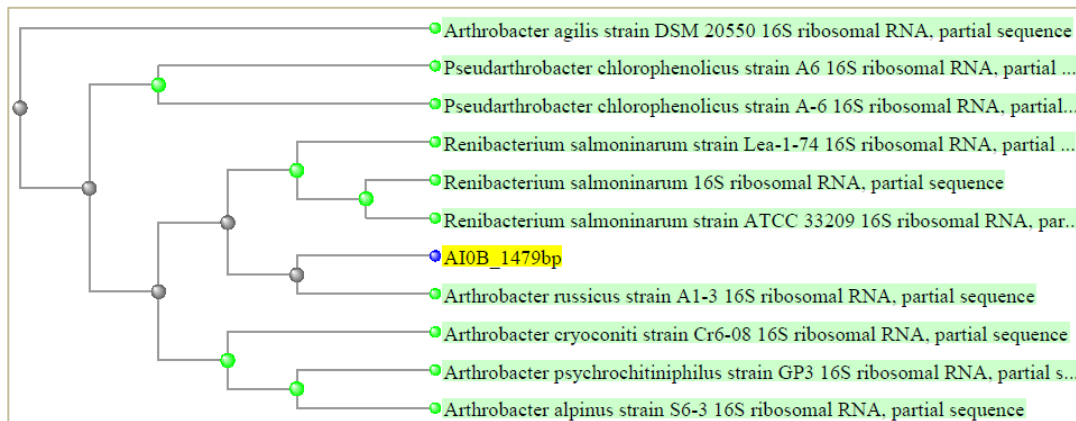 Arthrobacter agilis strain DSM 20550 16S ribosomal RNA, partial sequence
Pseudarthrobacter chlorophenolicus strain A6 16S ribosomal RNA, partial ...
Pseudarthrobacter chlorophenolicus strain A-6 16S ribosomal RNA, partial...
Renibacterium salmoninarum strain Lea-1-74 16S ribosomal RNA, partial ...
Renibacterium salmoninarum 16S ribosomal RNA, partial sequence
Renibacterium salmoninarum strain ATCC 33209 16S ribosomal RNA, par...
AI0B_1479bp
Arthrobacter russicus strain A1-3 16S ribosomal RNA, partial sequence
Arthrobacter cryoconiti strain Cr6-08 16S ribosomal RNA, partial sequence
Arthrobacter psychrochitiniphilus strain GP3 16S ribosomal RNA, partial s...
Arthrobacter alpinus strain S6-3 16S ribosomal RNA, partial sequence